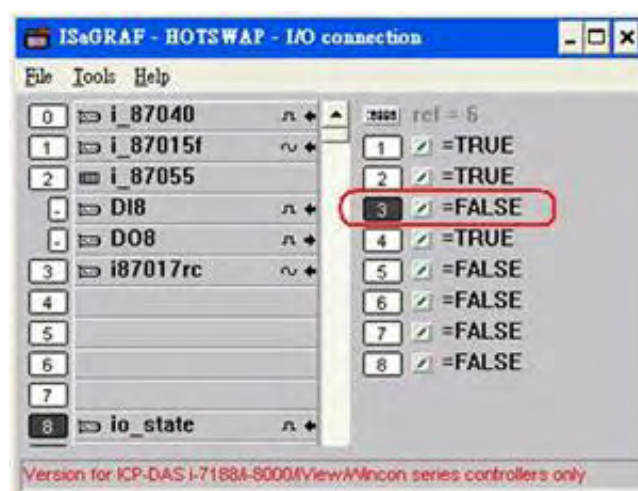 ISaGRAF - HOTSWAP - I/O connection
File Tools Help
0 i_87040
1 i_87015f
2 i_87055
- DI8
- DO8
3 i87017rc
4
5
6
7
8 io_state
ref = 6
1 =TRUE
2 =TRUE
3 =FALSE
4 =TRUE
5 =FALSE
6 =FALSE
7 =FALSE
8 =FALSE
Version for ICP-DAS I-7188/I-8000/iView/Wincon series controllers only